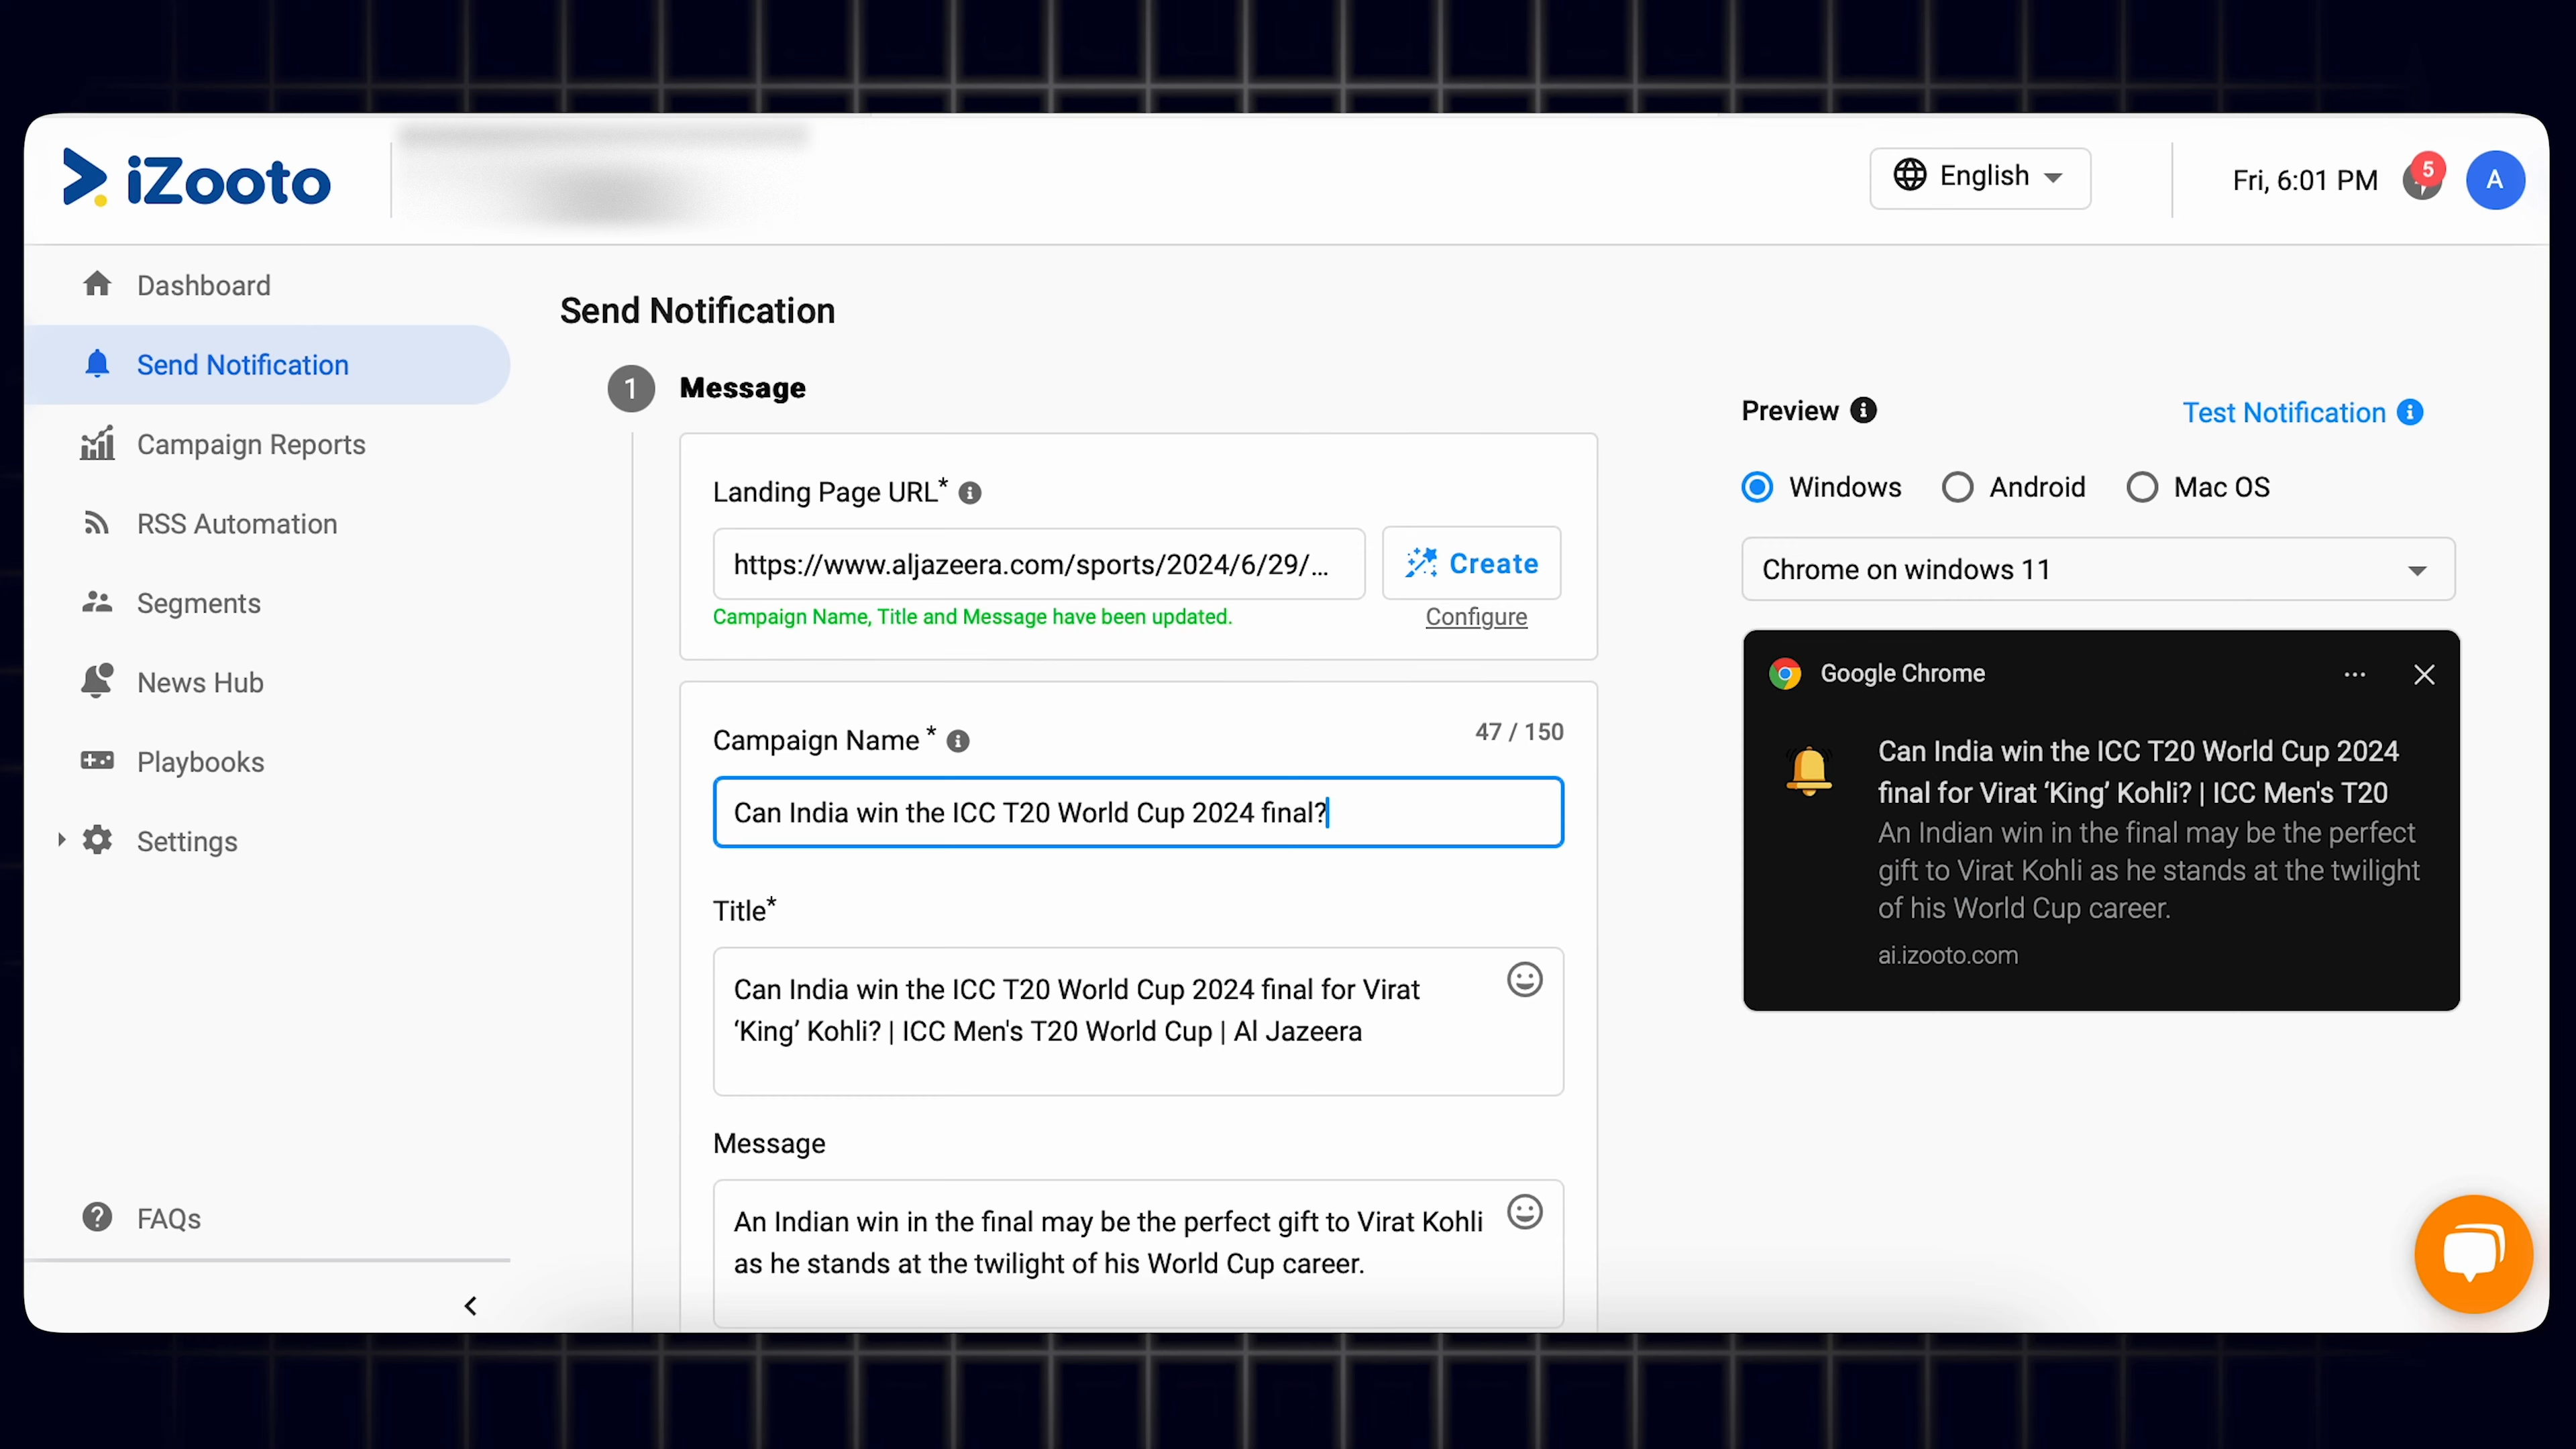 iZooto
English
Fri, 6:01 PM
5
A
Dashboard
Send Notification
Campaign Reports
RSS Automation
Segments
News Hub
Playbooks
Settings
FAQs
Send Notification
1 Message
Landing Page URL*
https://www.aljazeera.com/sports/2024/6/29/...
Create
Campaign Name, Title and Message have been updated.
Configure
Campaign Name *
47 / 150
Can India win the ICC T20 World Cup 2024 final?
Title*
Can India win the ICC T20 World Cup 2024 final for Virat
‘King’ Kohli? | ICC Men's T20 World Cup | Al Jazeera
Message
An Indian win in the final may be the perfect gift to Virat Kohli
as he stands at the twilight of his World Cup career.
Preview
Test Notification
Windows
Android
Mac OS
Chrome on windows 11
Google Chrome
Can India win the ICC T20 World Cup 2024
final for Virat ‘King’ Kohli? | ICC Men's T20
An Indian win in the final may be the perfect
gift to Virat Kohli as he stands at the twilight
of his World Cup career.
ai.izooto.com